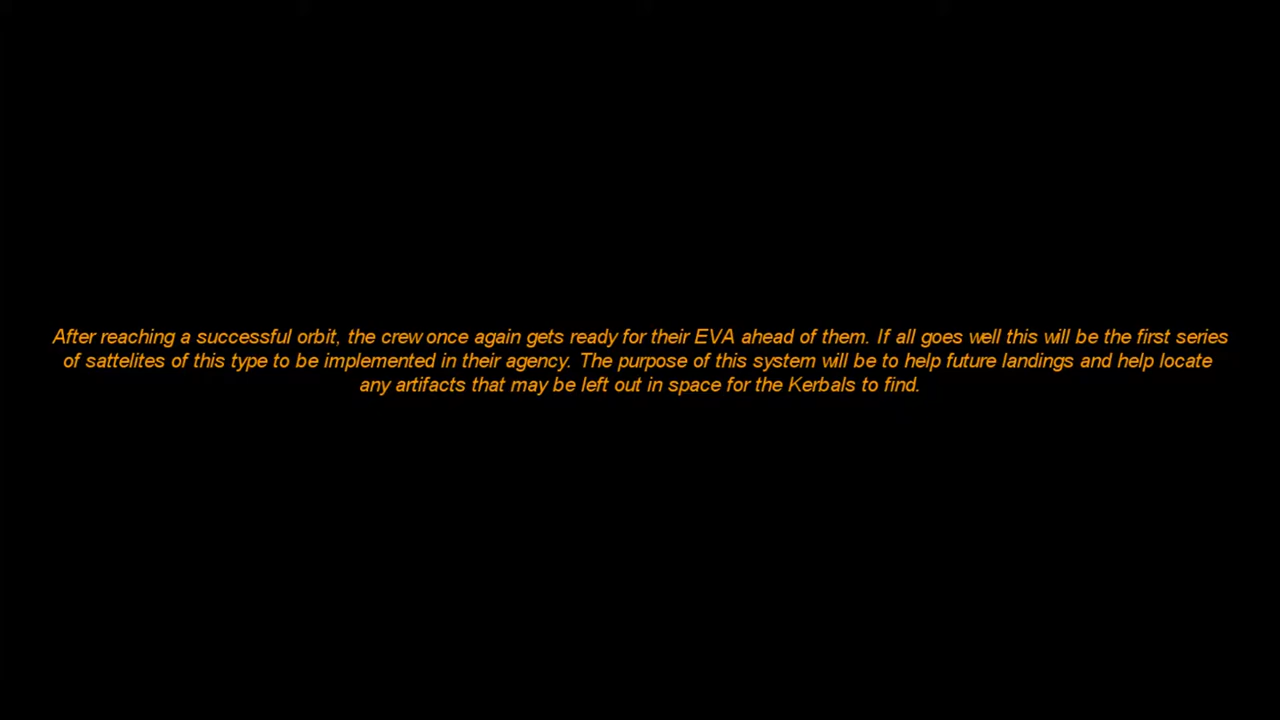 After reaching a successful orbit, the crew once again gets ready for their EVA ahead of them. If all goes well this will be the first series
of sattelites of this type to be implemented in their agency. The purpose of this system will be to help future landings and help locate
any artifacts that may be left out in space for the Kerbals to find.